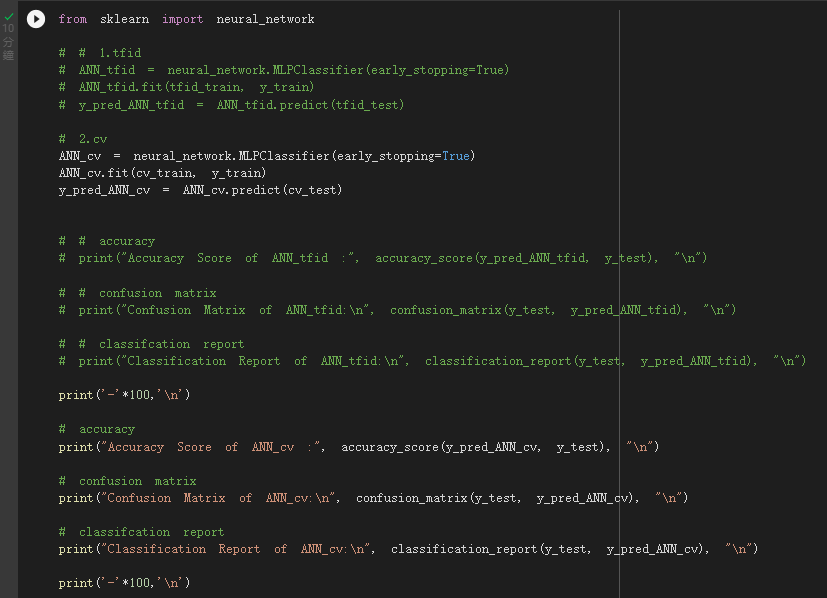 10
分
鐘
from sklearn import neural_network
# # 1.tfid
# ANN_tfid = neural_network.MLPClassifier(early_stopping=True)
# ANN_tfid.fit(tfid_train, y_train)
# y_pred_ANN_tfid = ANN_tfid.predict(tfid_test)
# 2.cv
ANN_cv = neural_network.MLPClassifier(early_stopping=True)
ANN_cv.fit(cv_train, y_train)
y_pred_ANN_cv = ANN_cv.predict(cv_test)
# # accuracy
# print("Accuracy Score of ANN_tfid :", accuracy_score(y_pred_ANN_tfid, y_test), "\n")
# # confusion matrix
# print("Confusion Matrix of ANN_tfid:\n", confusion_matrix(y_test, y_pred_ANN_tfid), "\n")
# # classifcation report
# print("Classification Report of ANN_tfid:\n", classification_report(y_test, y_pred_ANN_tfid), "\n")
print('-'*100,'\n')
# accuracy
print("Accuracy Score of ANN_cv :", accuracy_score(y_pred_ANN_cv, y_test), "\n")
# confusion matrix
print("Confusion Matrix of ANN_cv:\n", confusion_matrix(y_test, y_pred_ANN_cv), "\n")
# classifcation report
print("Classification Report of ANN_cv:\n", classification_report(y_test, y_pred_ANN_cv), "\n")
print('-'*100,'\n')